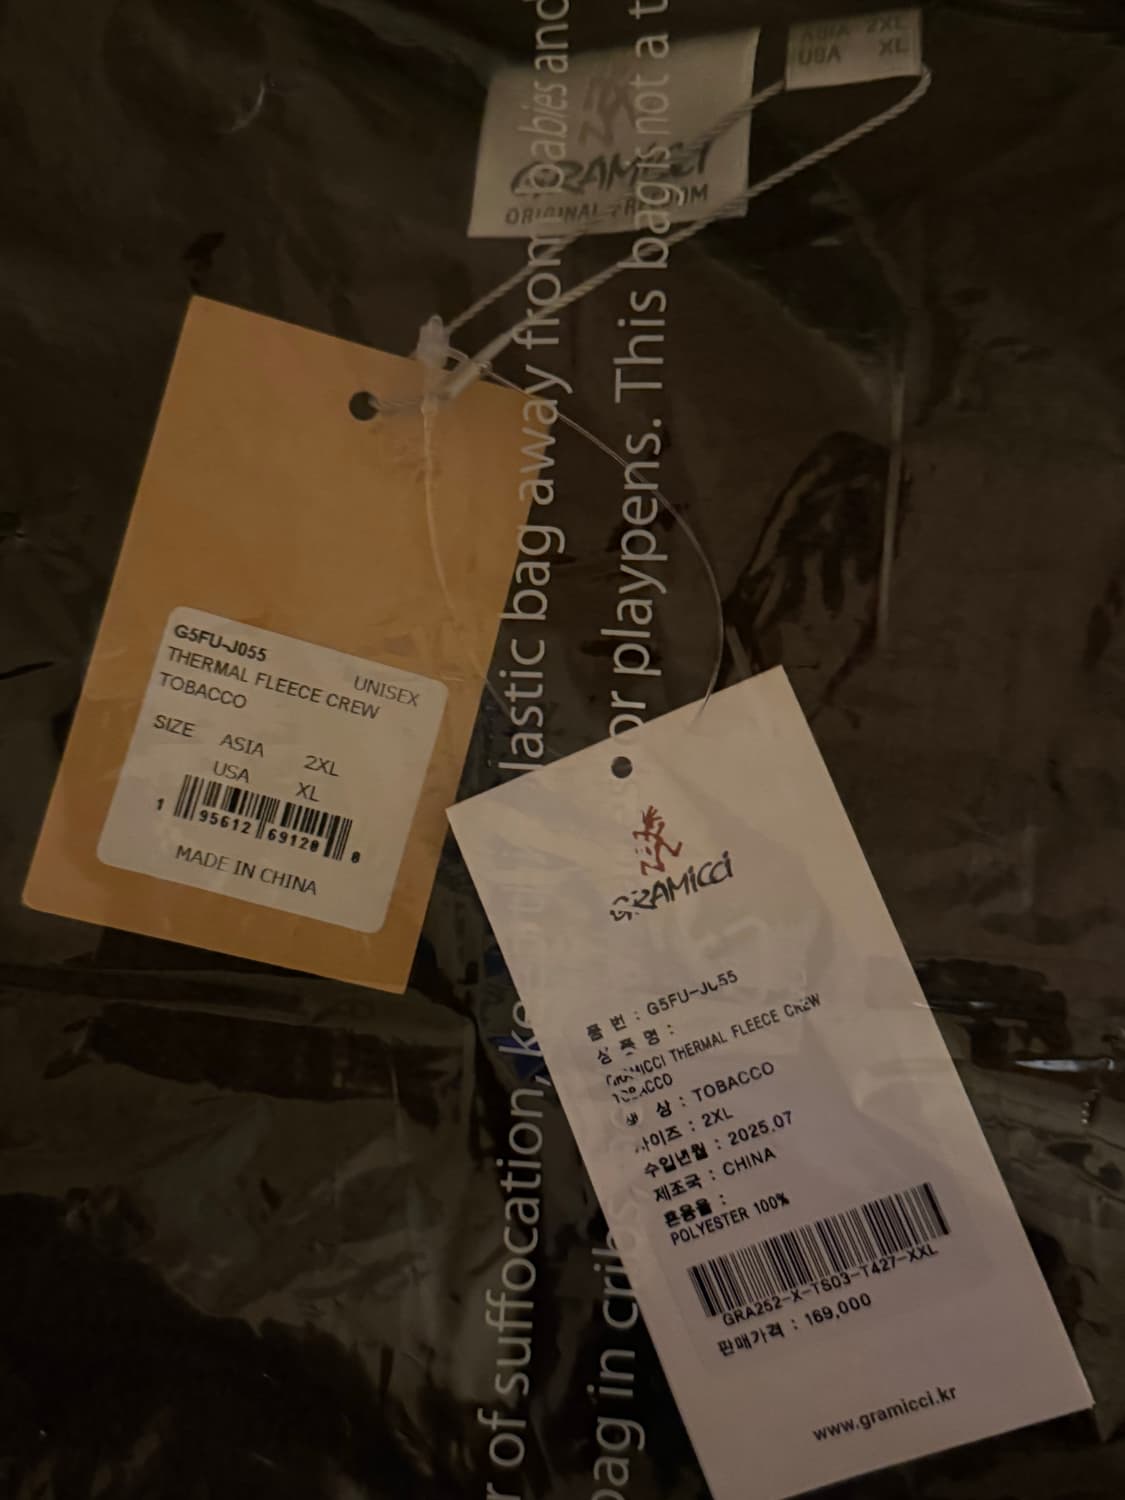 ASIA 2XL
USA XL
GRAMICCI
ORIGINAL FREEDOM
lastic bag away from babies and
or playpens. This bag is not a t
r of suffocation, ke
bag in cribs
G5FU-J055
UNISEX
THERMAL FLEECE CREW
TOBACCO
SIZE ASIA 2XL
USA XL
1 95612 69120 8
MADE IN CHINA
GRAMICCI
품 번 : G5FU-J055
상 품 명 :
GRAMICCI THERMAL FLEECE CREW
TOBACCO
색 상 : TOBACCO
사이즈 : 2XL
수입년월 : 2025.07
제조국 : CHINA
혼용율 :
POLYESTER 100%
GRA252-X-TS03-T427-XXL
판매가격 : 169,000
www.gramicci.kr